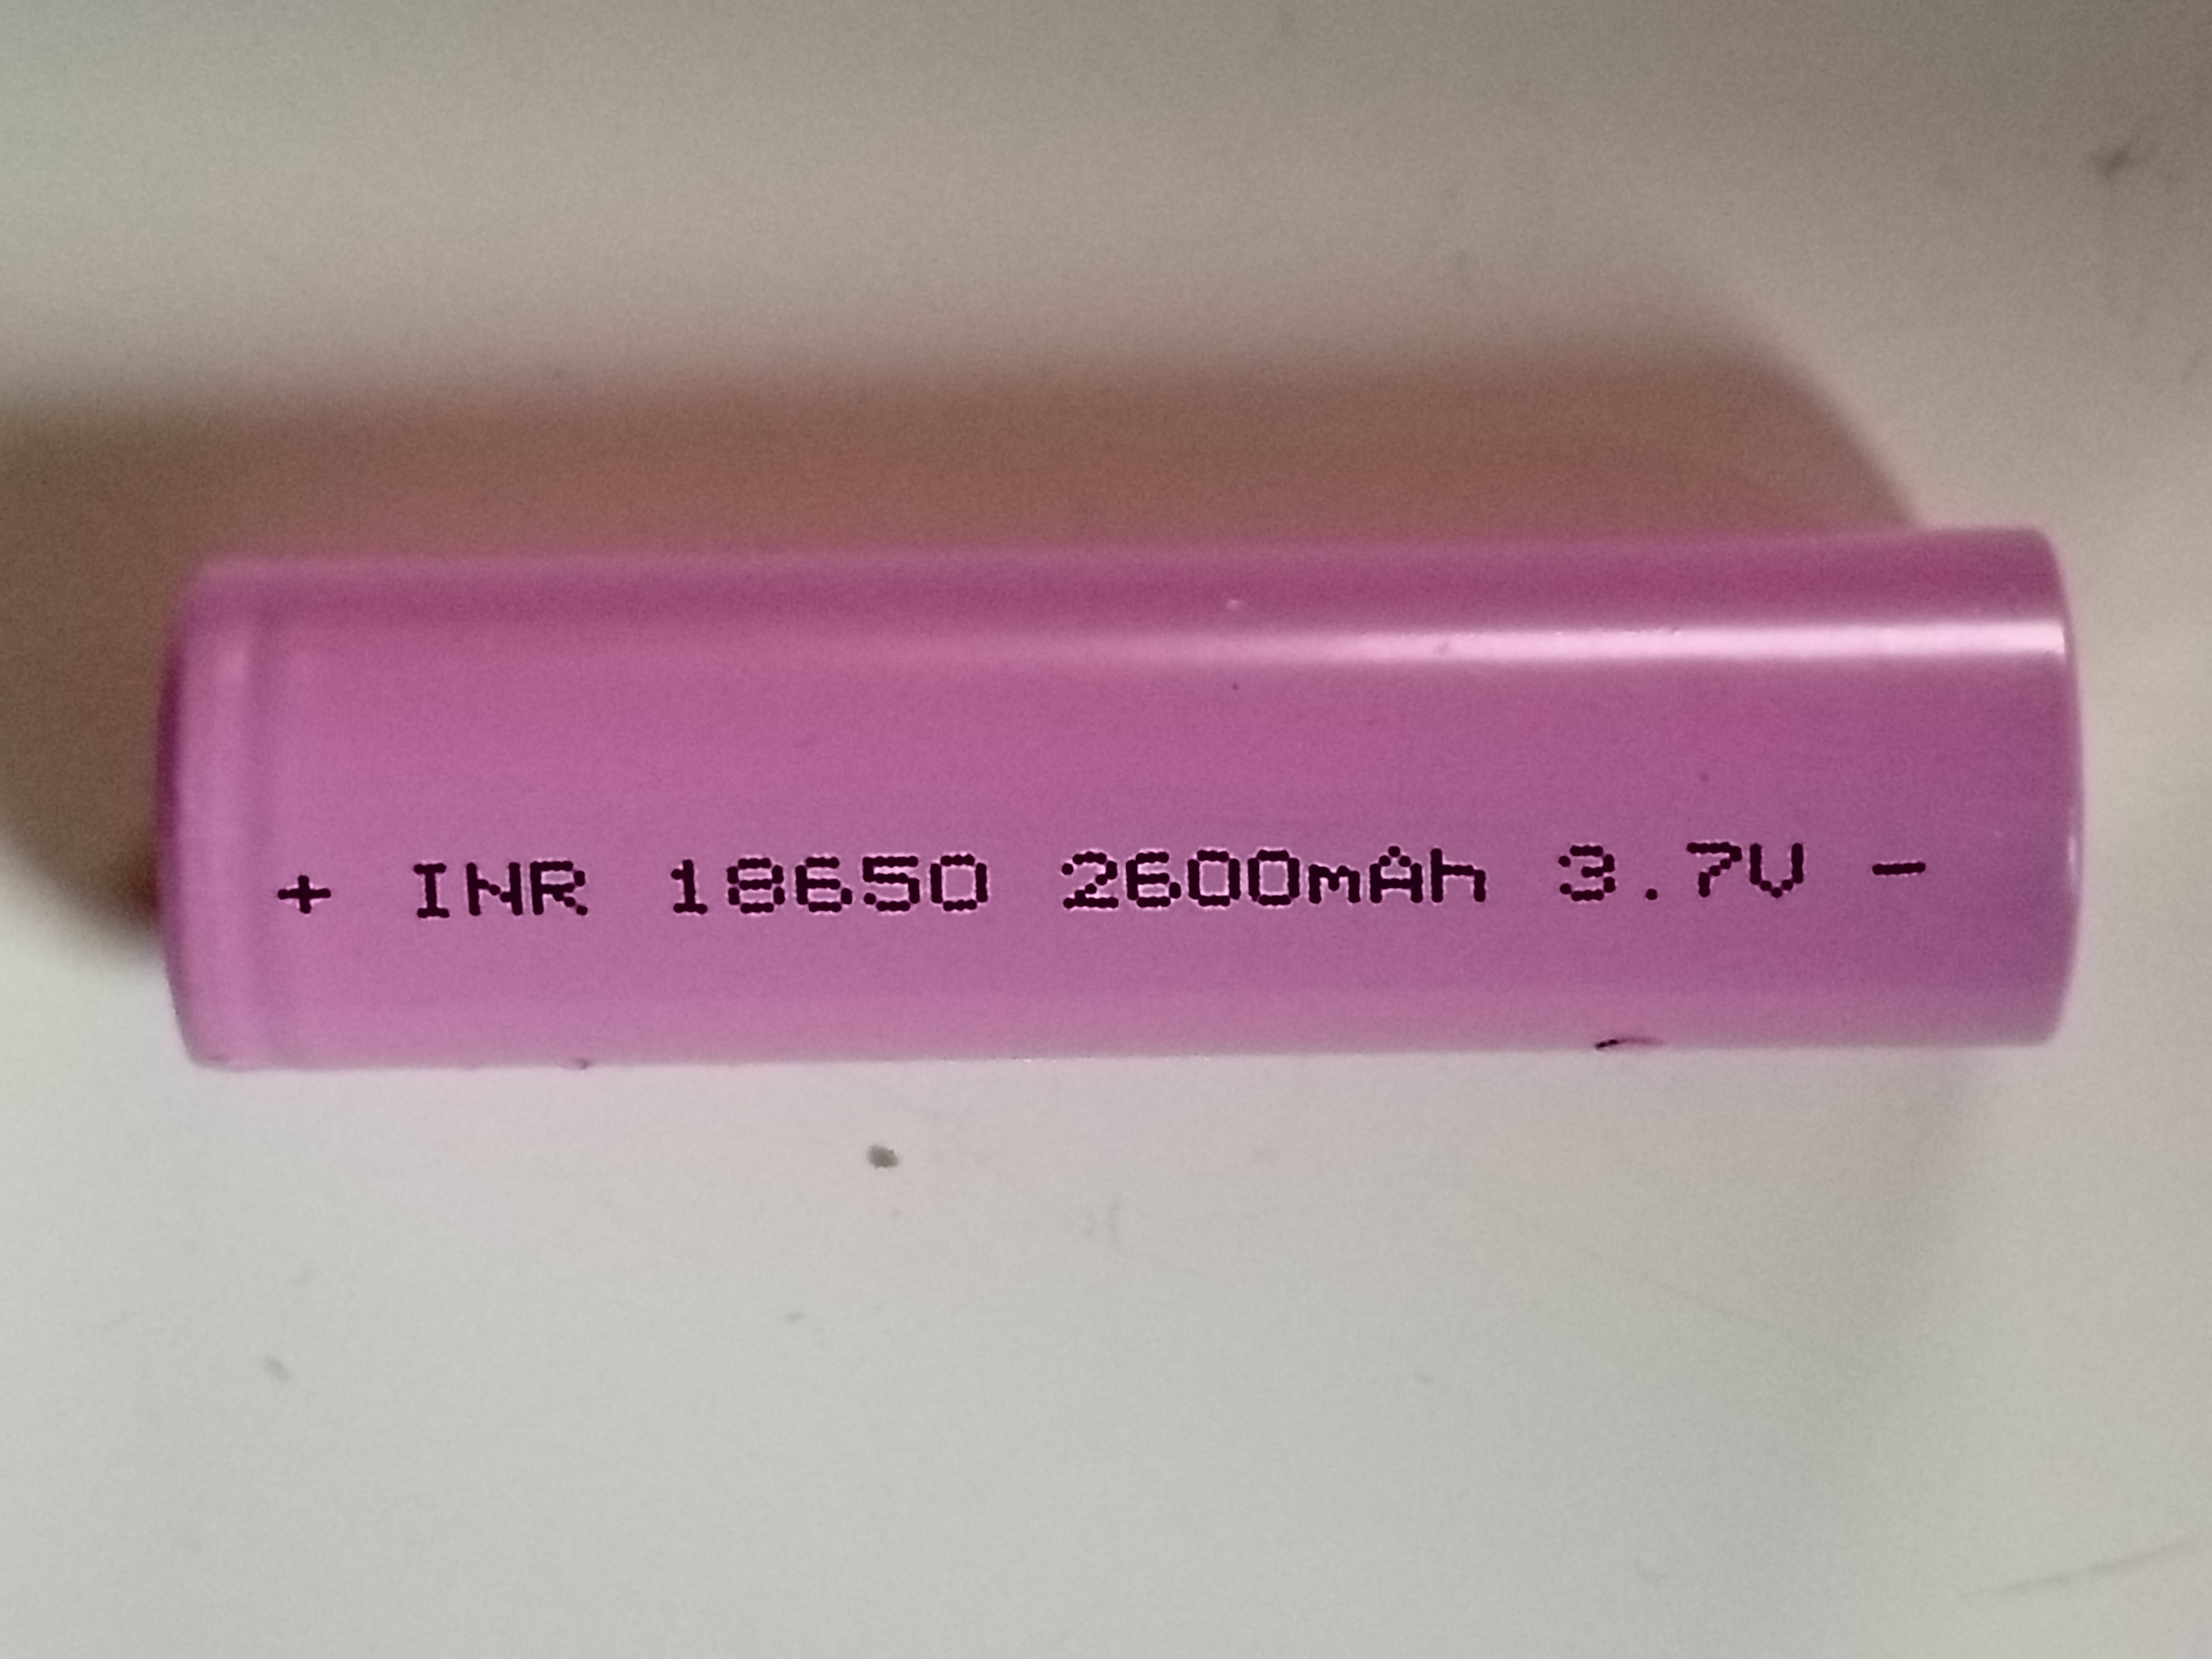 + INR 18650 2600mAh 3.7V -